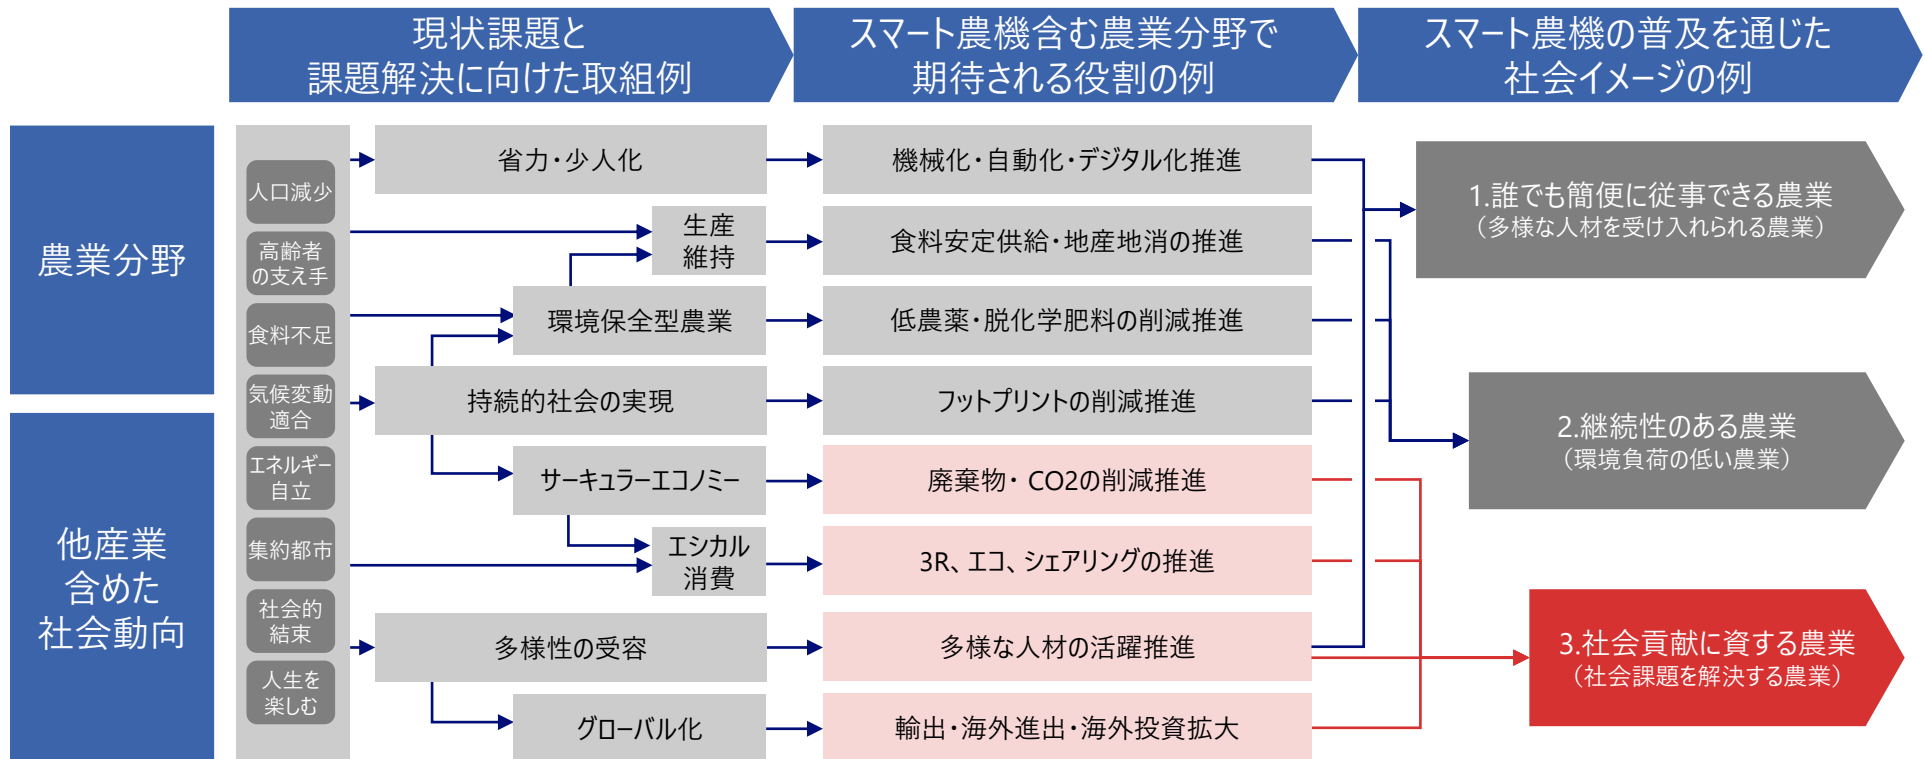 現状課題と
課題解決に向けた取組例
スマート農機含む農業分野で
期待される役割の例
スマート農機の普及を通じた
社会イメージの例
農業分野
他産業
含めた
社会動向
人口減少
高齢者
の支え手
食料不足
気候変動
適合
エネルギー
自立
集約都市
社会的
結束
人生を
楽しむ
省力・少人化
生産
維持
環境保全型農業
持続的社会の実現
サーキュラーエコノミー
エシカル
消費
多様性の受容
グローバル化
機械化・自動化・デジタル化推進
食料安定供給・地産地消の推進
低農薬・脱化学肥料の削減推進
フットプリントの削減推進
廃棄物・ CO2の削減推進
3R、エコ、シェアリングの推進
多様な人材の活躍推進
輸出・海外進出・海外投資拡大
1.誰でも簡便に従事できる農業
（多様な人材を受け入れられる農業）
2.継続性のある農業
（環境負荷の低い農業）
3.社会貢献に資する農業
（社会課題を解決する農業）